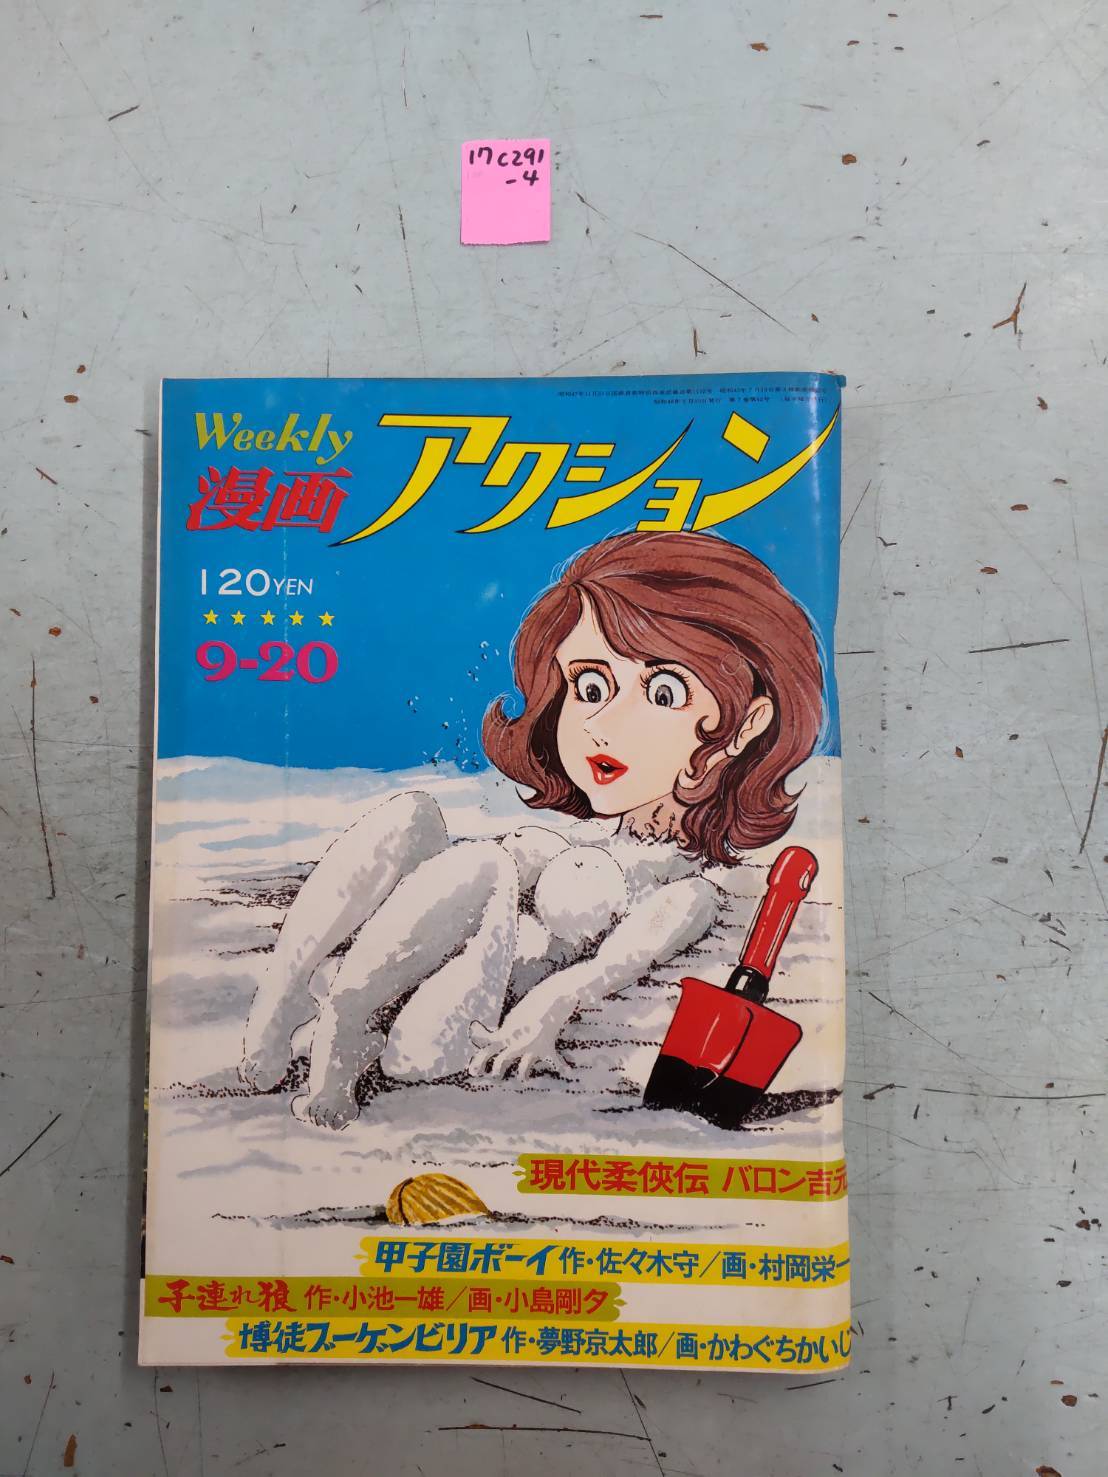 17C291
-4
Weekly
漫画アクション
120YEN
★★★★★
9-20
現代柔俠伝 バロン吉元
甲子園ボーイ 作・佐々木守/画・村岡栄一
子連れ狼 作・小池一雄/画・小島剛夕
博徒ブーゲンビリア 作・夢野京太郎/画・かわぐちかいじ